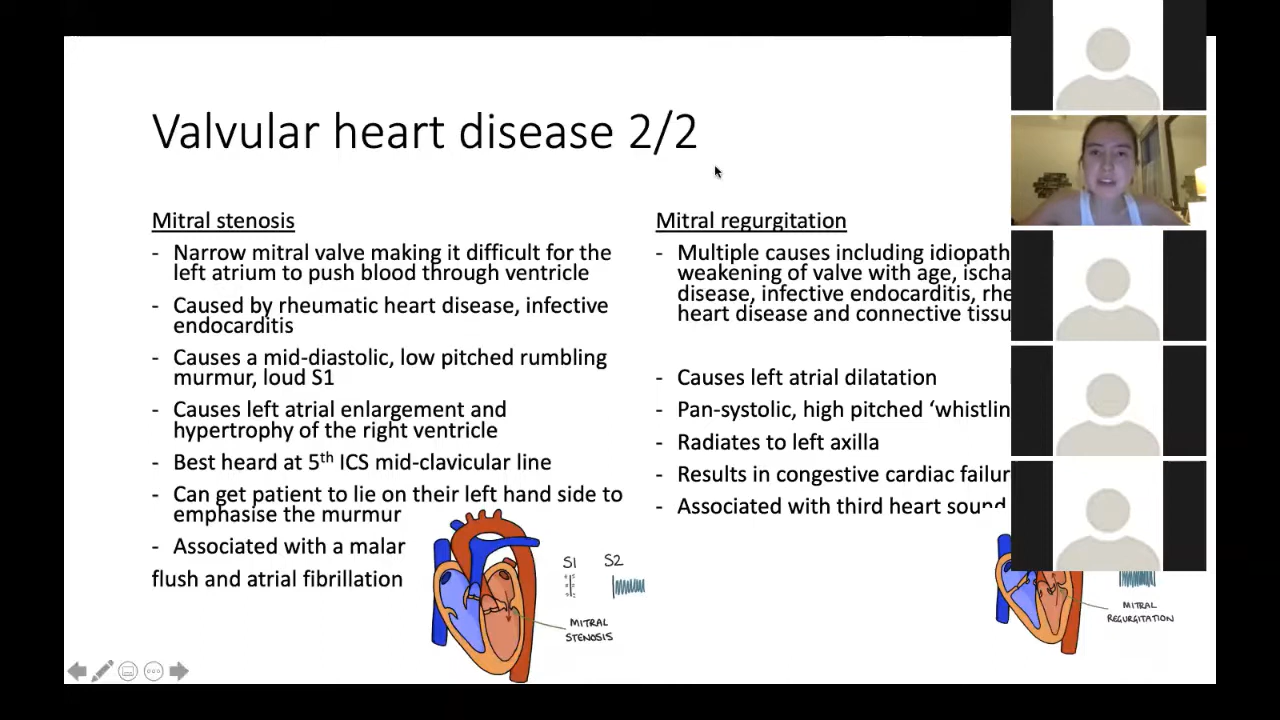 Valvular heart disease 2/2
Mitral stenosis
- Narrow mitral valve making it difficult for the
left atrium to push blood through ventricle
- Caused by rheumatic heart disease, infective
endocarditis
- Causes a mid-diastolic, low pitched rumbling
murmur, loud S1
- Causes left atrial enlargement and
hypertrophy of the right ventricle
- Best heard at 5th ICS mid-clavicular line
- Can get patient to lie on their left hand side to
emphasise the murmur
- Associated with a malar
flush and atrial fibrillation
S1 S2
MITRAL
STENOSIS
Mitral regurgitation
- Multiple causes including
weakening of valve with age,
disease, infective endocarditis,
heart disease and connective
- Causes left atrial dilatation
- Pan-systolic, high pitched
- Radiates to left axilla
- Results in congestive cardiac
- Associated with third heart sound
MITRAL
REGURGITATION